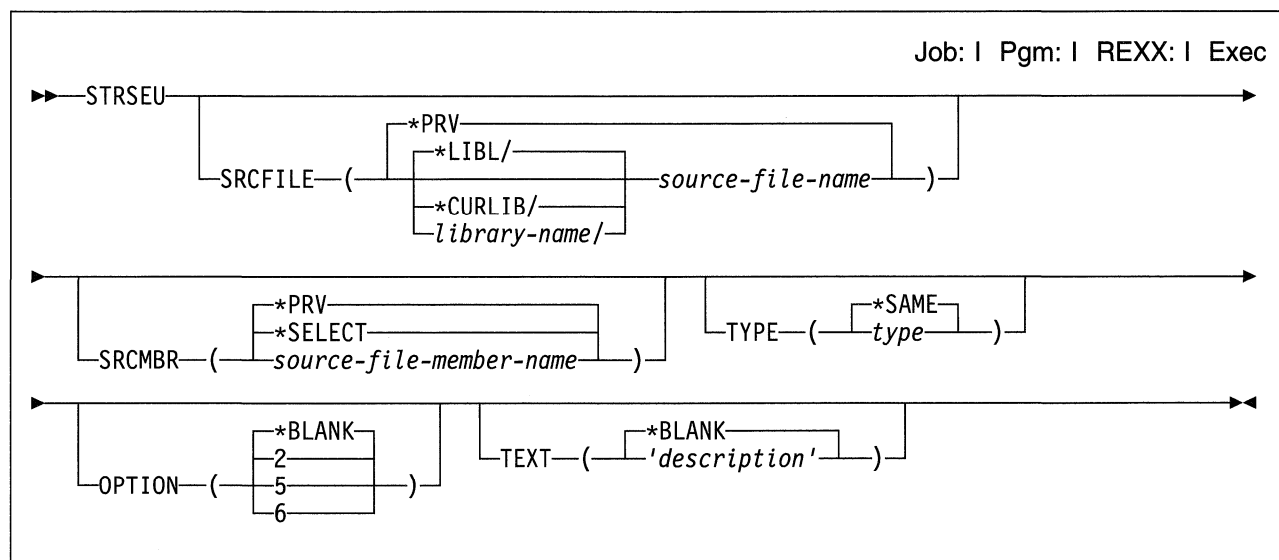 Job: I Pgm: I REXX: I Exec
STRSEU
*PRV
*LIBL/
SRCFILE ( source-file-name )
*CURLIB/
library-name/
*PRV
*SELECT
SRCMBR ( source-file-member-name )
*SAME
TYPE ( type )
*BLANK
2
OPTION ( 5 )
6
*BLANK
TEXT ( 'description' )